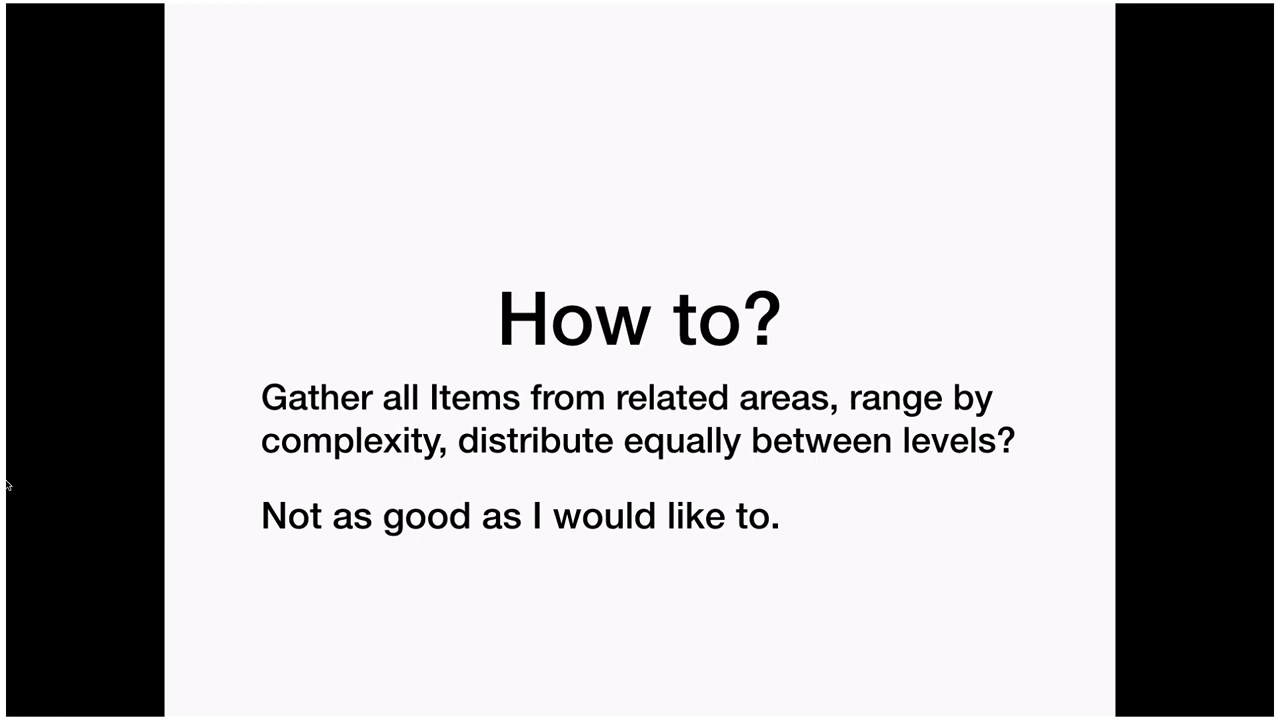 How to?
Gather all Items from related areas, range by
complexity, distribute equally between levels?
Not as good as I would like to.